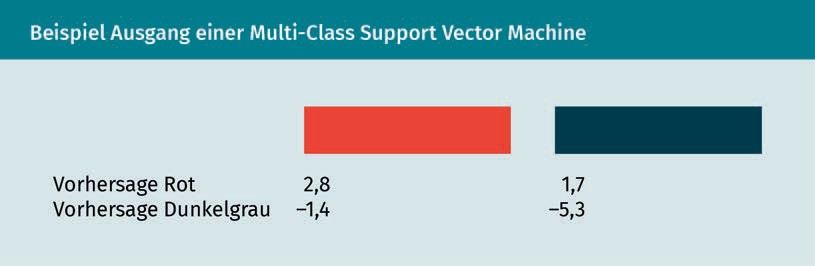 Beispiel Ausgang einer Multi-Class Support Vector Machine
Vorhersage Rot 2,8 1,7
Vorhersage Dunkelgrau –1,4 –5,3